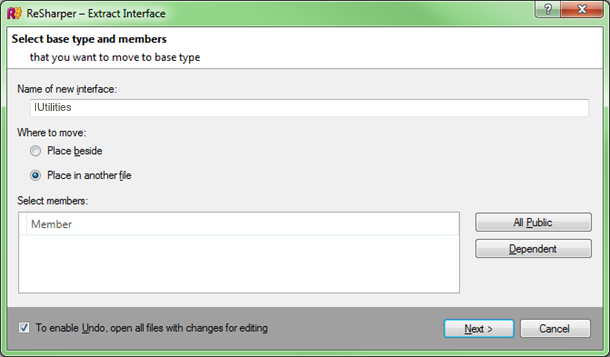 ReSharper – Extract Interface
Select base type and members
that you want to move to base type
Name of new interface:
IUtilities
Where to move:
Place beside
Place in another file
Select members:
Member
All Public
Dependent
To enable Undo, open all files with changes for editing
Next >
Cancel